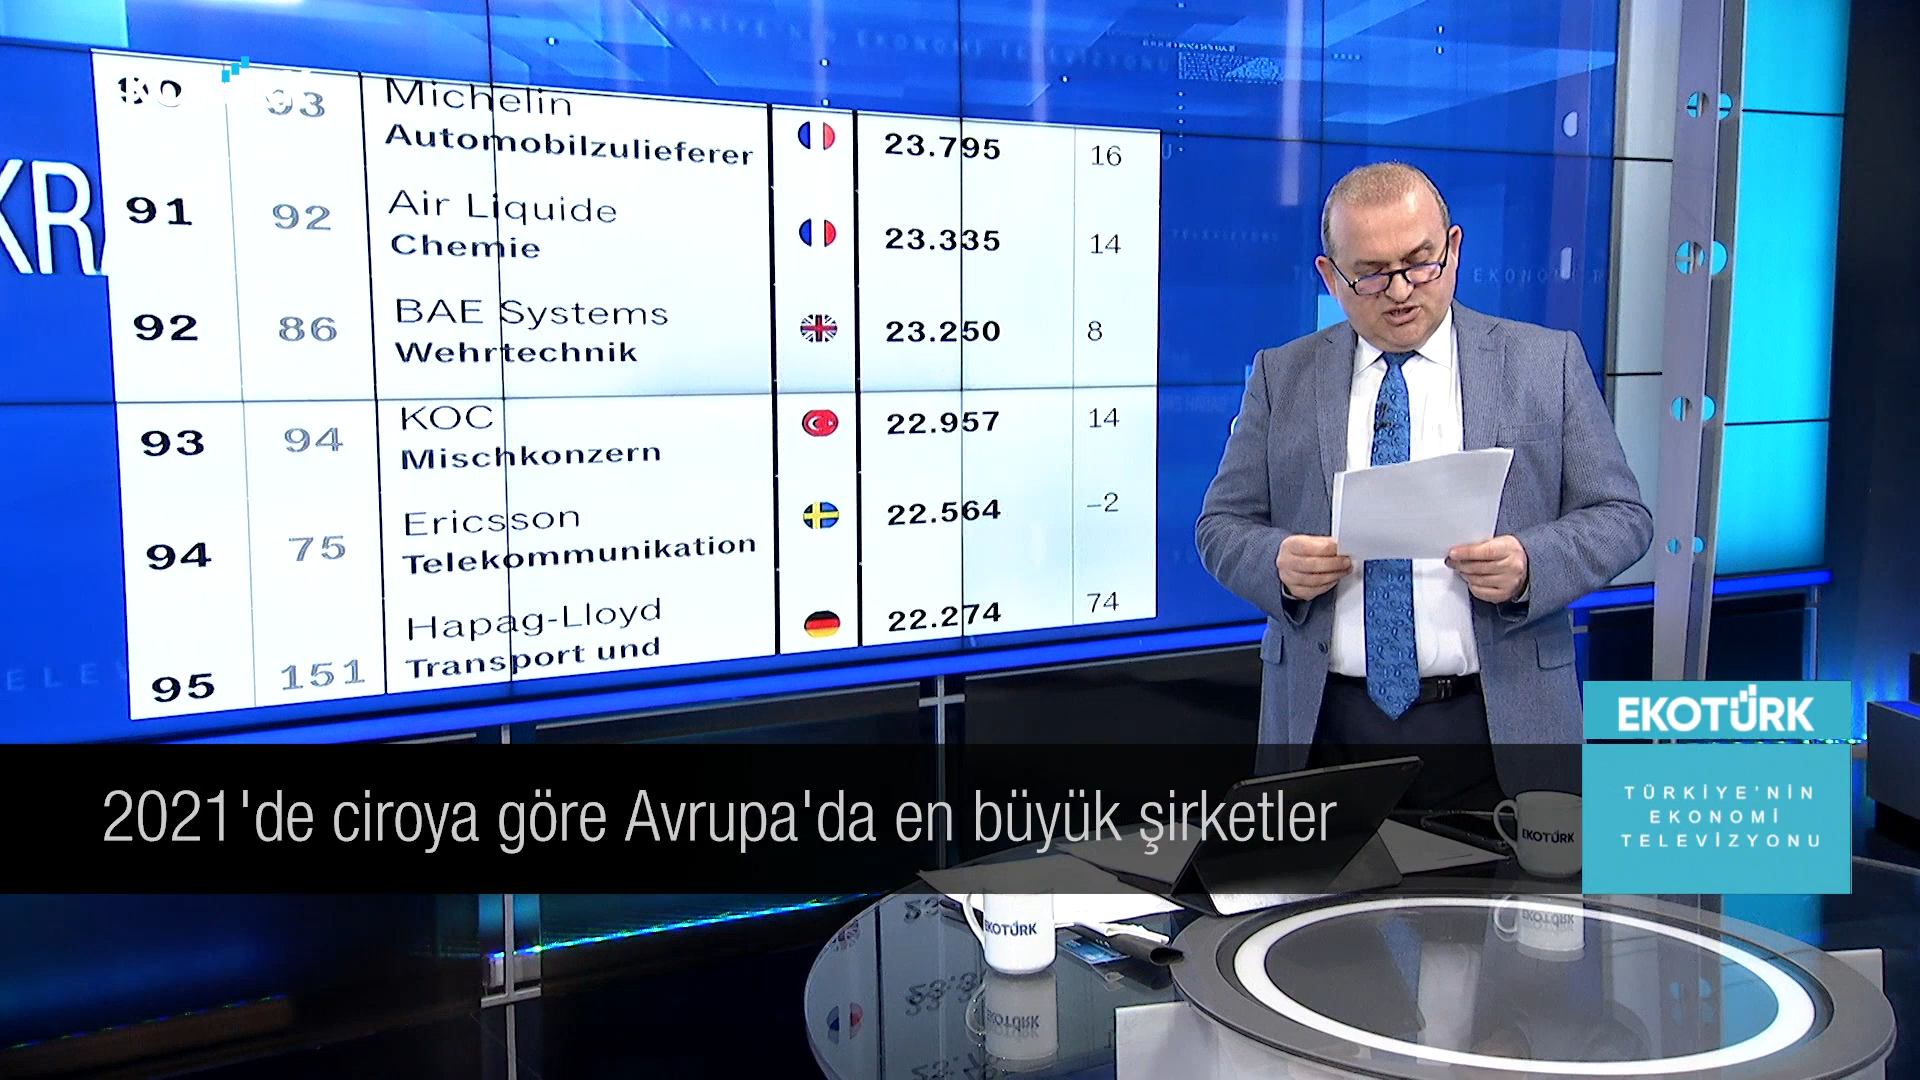 90 93 Michelin 23.795 16
Automobilzulieferer
91 92 Air Liquide 23.335 14
Chemie
92 86 BAE Systems 23.250 8
Wehrtechnik
93 94 KOC 22.957 14
Mischkonzern
94 75 Ericsson 22.564 –2
Telekommunikation
95 151 Hapag-Lloyd 22.274 74
Transport und
EKOTÜRK
TÜRKİYE'NİN
EKONOMİ
TELEVİZYONU
2021'de ciroya göre Avrupa'da en büyük şirketler
EKOTÜRK
EKOTÜRK